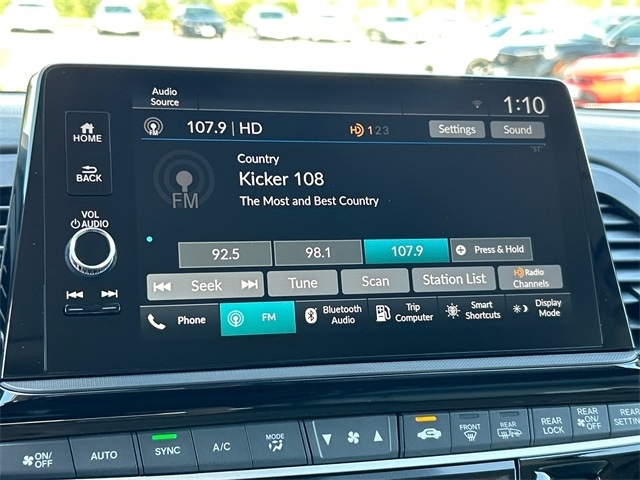 Audio Source
1:10
107.9 | HD
HD 1 2 3
Settings
Sound
ST
Country
Kicker 108
The Most and Best Country
FM
92.5
98.1
107.9
Press & Hold
Seek
Tune
Scan
Station List
HD Radio Channels
Phone
FM
Bluetooth Audio
Trip Computer
Smart Shortcuts
Display Mode
HOME
BACK
VOL
AUDIO
ON/OFF
AUTO
SYNC
A/C
MODE
FRONT
REAR
REAR LOCK
REAR ON/OFF
REAR